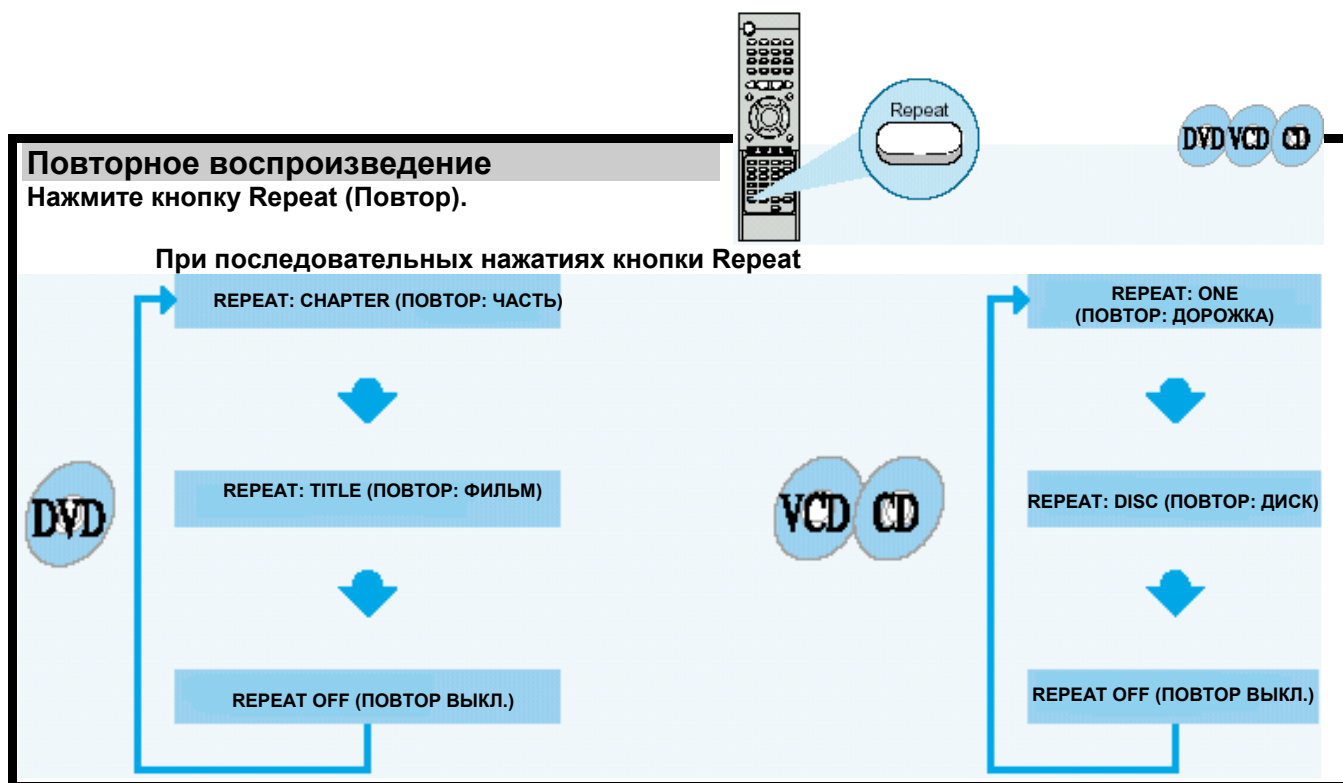 Repeat
DVD VCD CD
Повторное воспроизведение
Нажмите кнопку Repeat (Повтор).
При последовательных нажатиях кнопки Repeat
DVD
REPEAT: CHAPTER (ПОВТОР: ЧАСТЬ)
REPEAT: TITLE (ПОВТОР: ФИЛЬМ)
REPEAT OFF (ПОВТОР ВЫКЛ.)
VCD CD
REPEAT: ONE
(ПОВТОР: ДОРОЖКА)
REPEAT: DISC (ПОВТОР: ДИСК)
REPEAT OFF (ПОВТОР ВЫКЛ.)